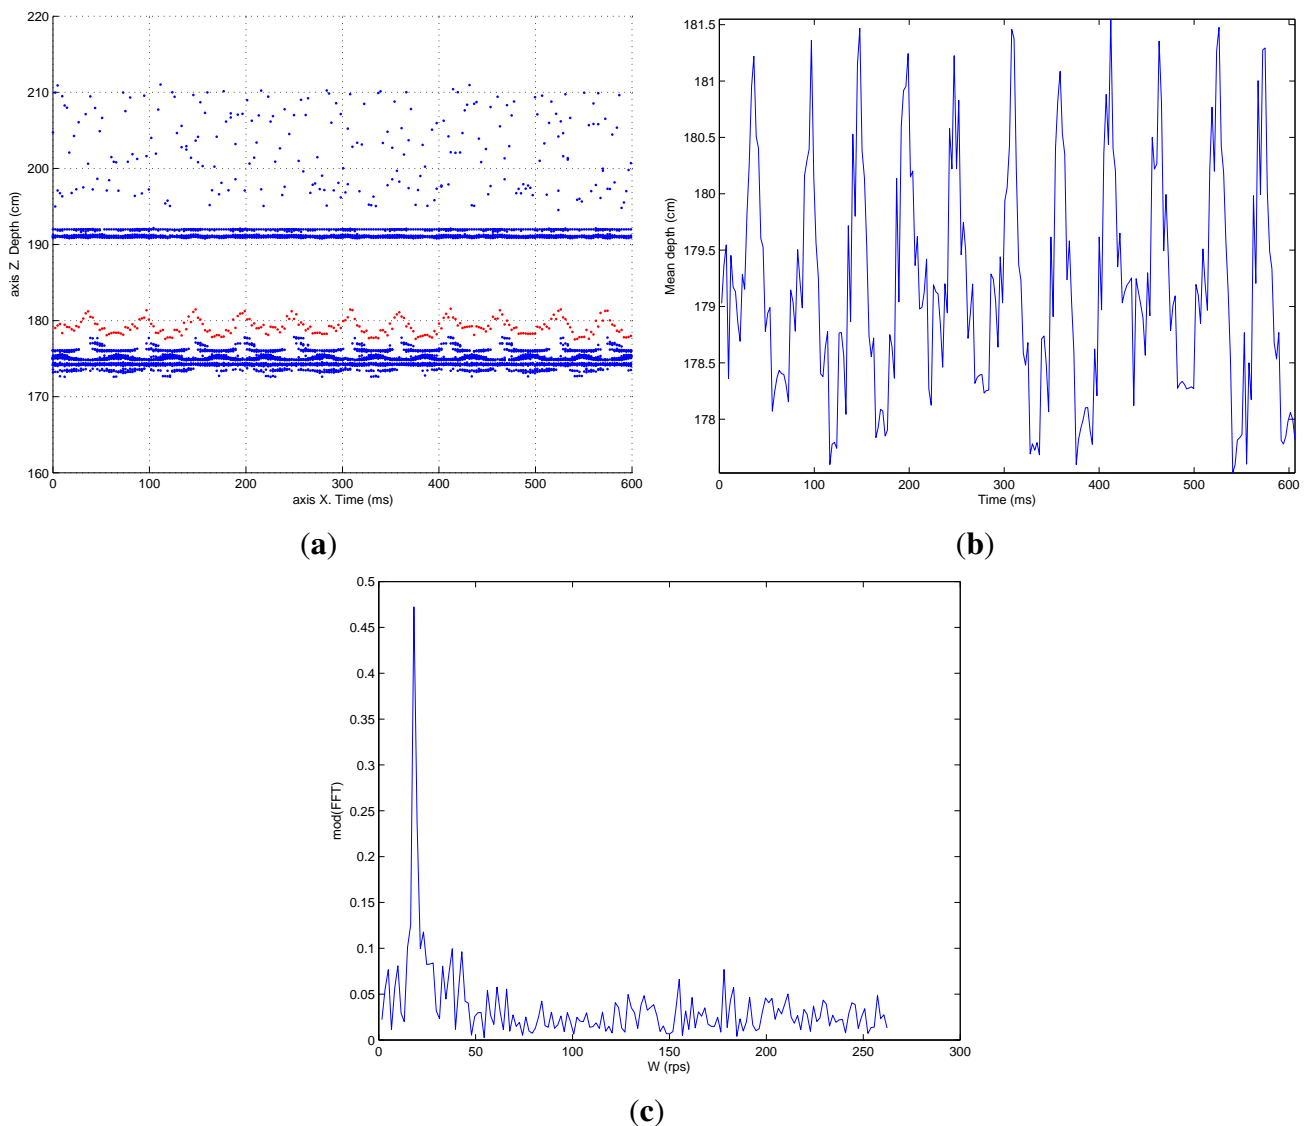 220
210
200
190
180
170
160
axis Z. Depth (cm)
0 100 200 300 400 500 600
axis X. Time (ms)
(a)
181.5
181
180.5
180
179.5
179
178.5
178
Mean depth (cm)
0 100 200 300 400 500 600
Time (ms)
(b)
0.5
0.45
0.4
0.35
0.3
0.25
0.2
0.15
0.1
0.05
0
mod(FFT)
0 50 100 150 200 250 300
W (rps)
(c)